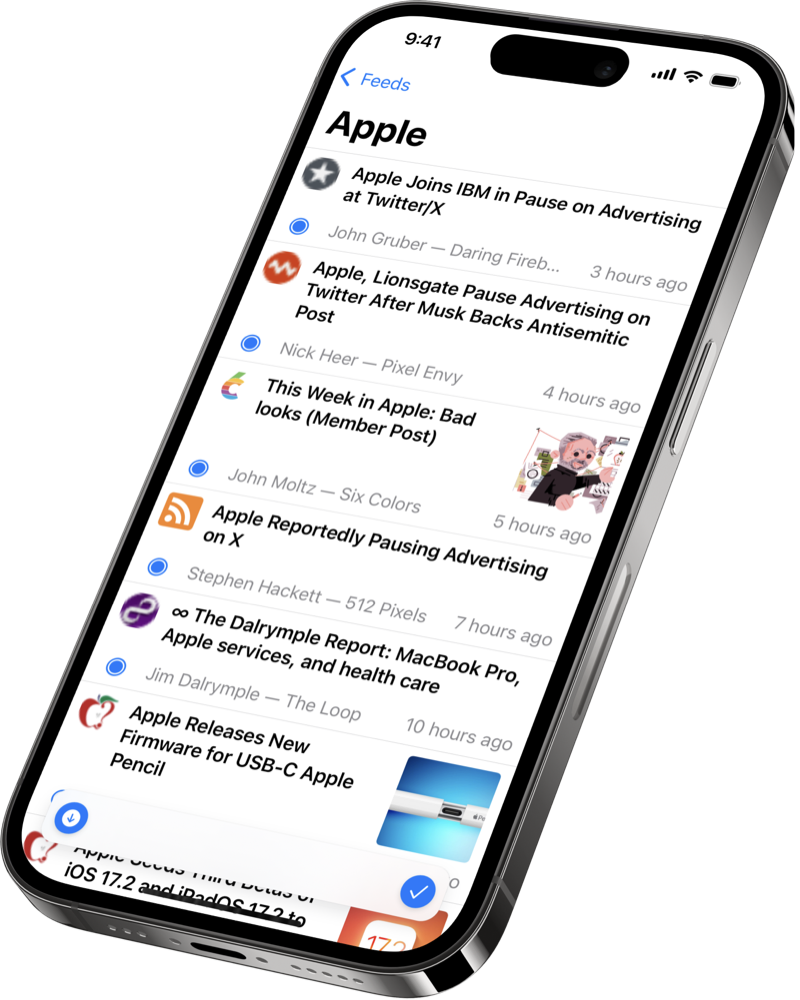 9:41
Feeds
Apple
Apple Joins IBM in Pause on Advertising
at Twitter/X
John Gruber — Daring Fireb...
3 hours ago
Apple, Lionsgate Pause Advertising on
Twitter After Musk Backs Antisemitic
Post
Nick Heer — Pixel Envy
4 hours ago
This Week in Apple: Bad
looks (Member Post)
John Moltz — Six Colors
5 hours ago
Apple Reportedly Pausing Advertising
on X
Stephen Hackett — 512 Pixels
7 hours ago
∞ The Dalrymple Report: MacBook Pro,
Apple services, and health care
Jim Dalrymple — The Loop
10 hours ago
Apple Releases New
Firmware for USB-C Apple
Pencil
Apple Seeds Third Betas of
iOS 17.2 and iPadOS 17.2 to
17.2